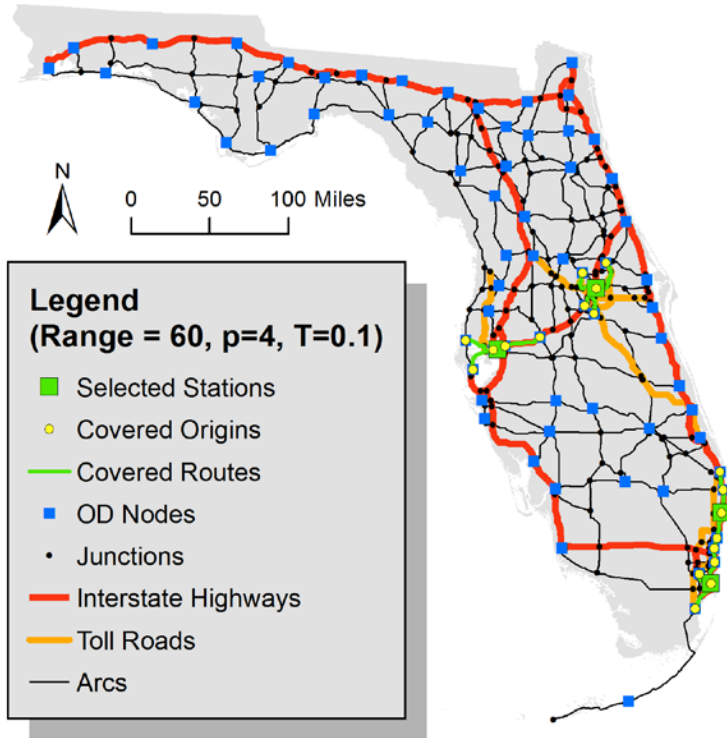 N
0 50 100 Miles
Legend
(Range = 60, p=4, T=0.1)
Selected Stations
Covered Origins
Covered Routes
OD Nodes
Junctions
Interstate Highways
Toll Roads
Arcs